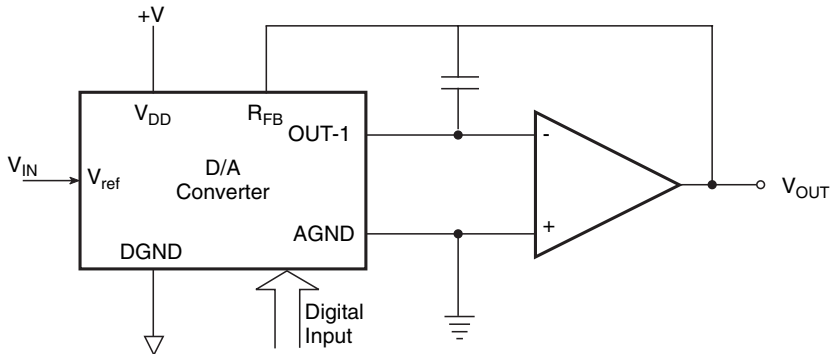 +V
V_DD
R_FB
OUT-1
-
V_IN
V_ref
D/A
Converter
V_OUT
AGND
+
DGND
Digital
Input